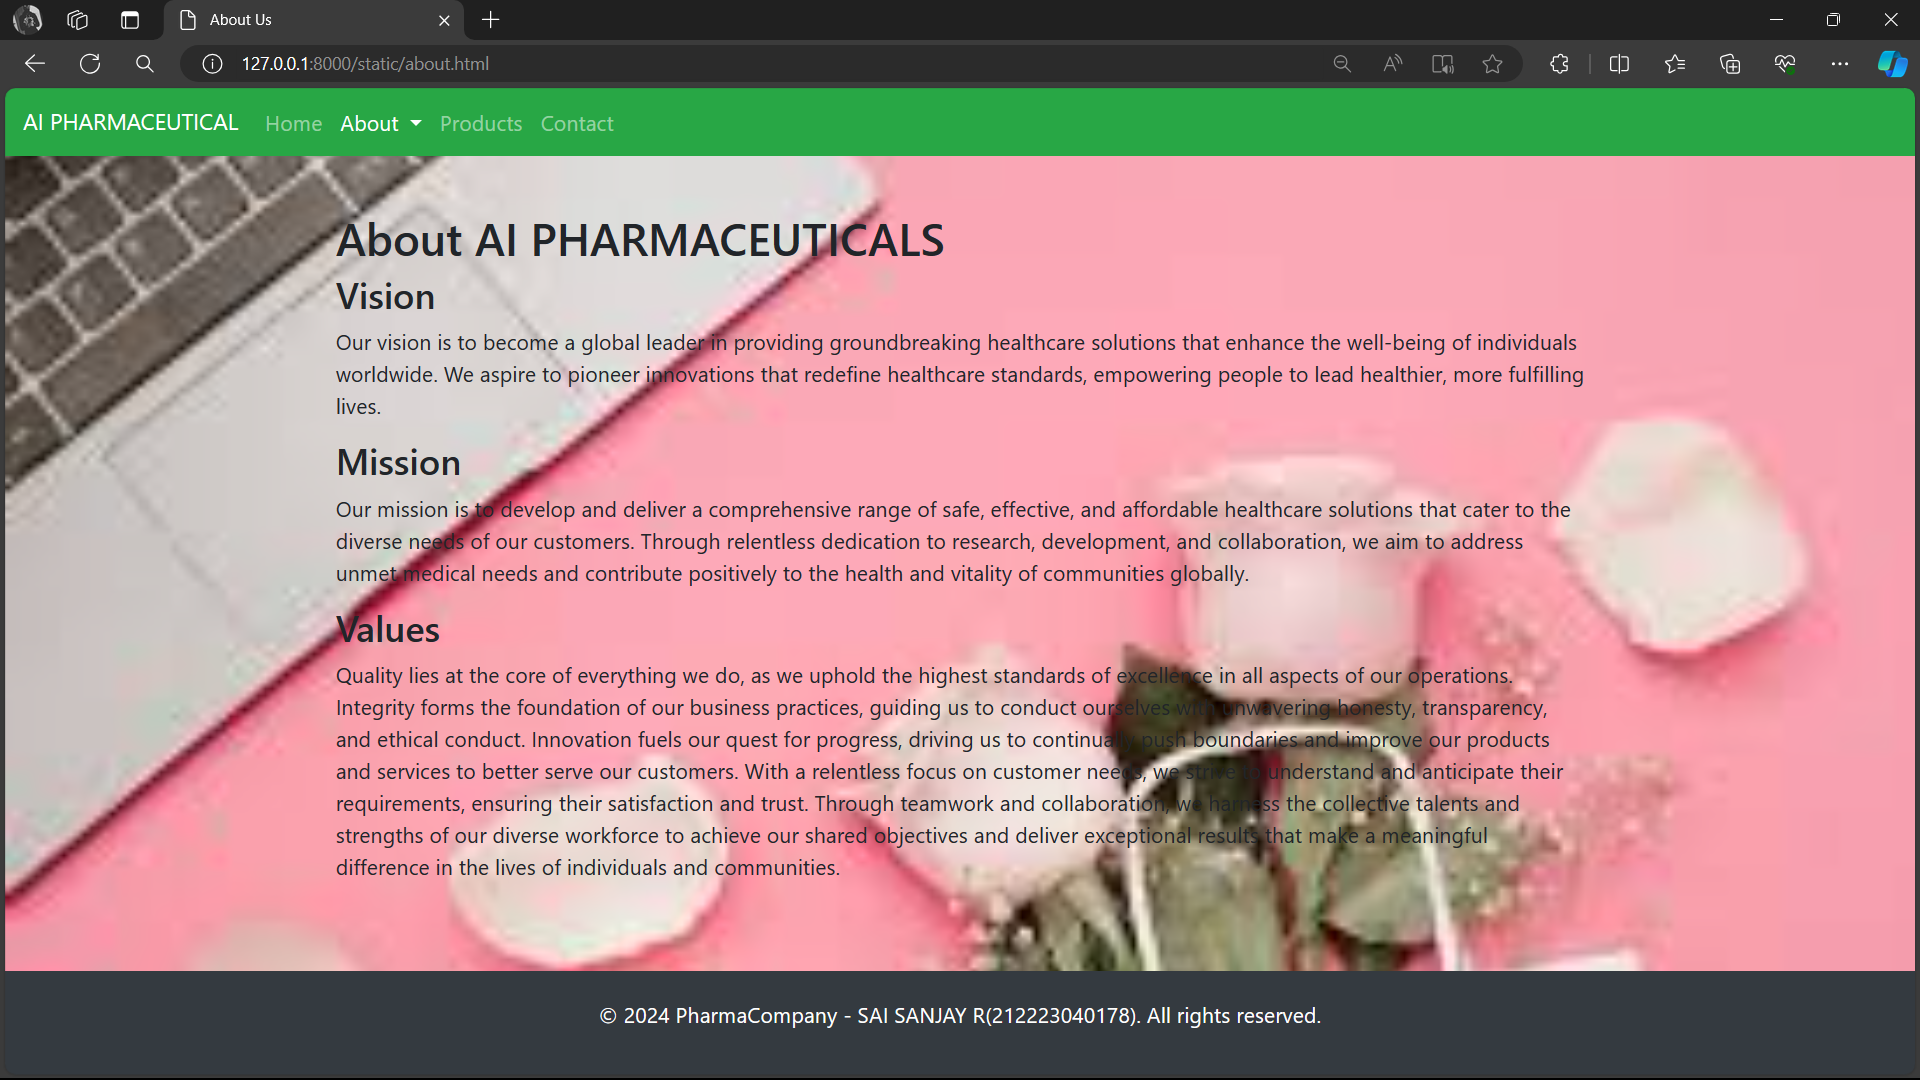 About Us
127.0.0.1:8000/static/about.html
AI PHARMACEUTICAL Home About Products Contact
About AI PHARMACEUTICALS
Vision
Our vision is to become a global leader in providing groundbreaking healthcare solutions that enhance the well-being of individuals
worldwide. We aspire to pioneer innovations that redefine healthcare standards, empowering people to lead healthier, more fulfilling
lives.
Mission
Our mission is to develop and deliver a comprehensive range of safe, effective, and affordable healthcare solutions that cater to the
diverse needs of our customers. Through relentless dedication to research, development, and collaboration, we aim to address
unmet medical needs and contribute positively to the health and vitality of communities globally.
Values
Quality lies at the core of everything we do, as we uphold the highest standards of excellence in all aspects of our operations.
Integrity forms the foundation of our business practices, guiding us to conduct ourselves with unwavering honesty, transparency,
and ethical conduct. Innovation fuels our quest for progress, driving us to continually push boundaries and improve our products
and services to better serve our customers. With a relentless focus on customer needs, we strive to understand and anticipate their
requirements, ensuring their satisfaction and trust. Through teamwork and collaboration, we harness the collective talents and
strengths of our diverse workforce to achieve our shared objectives and deliver exceptional results that make a meaningful
difference in the lives of individuals and communities.
© 2024 PharmaCompany - SAI SANJAY R(212223040178). All rights reserved.